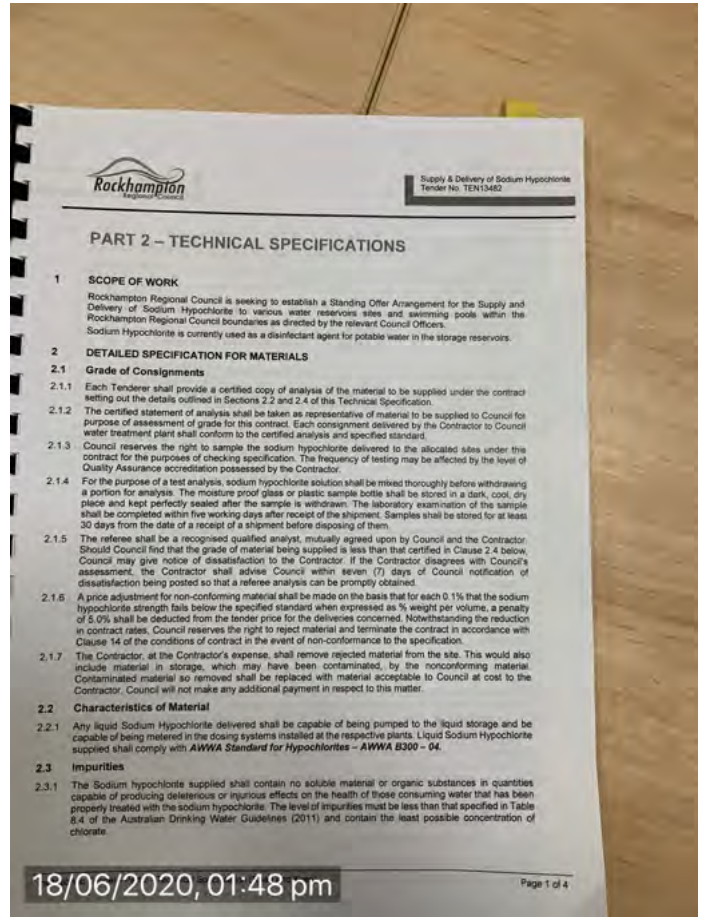 Rockhampton
Regional Council
Supply & Delivery of Sodium Hypochlorite
Tender No. TEN13482
PART 2 – TECHNICAL SPECIFICATIONS
1 SCOPE OF WORK
Rockhampton Regional Council is seeking to establish a Standing Offer Arrangement for the Supply and
Delivery of Sodium Hypochlorite to various water reservoirs sites and swimming pools within the
Rockhampton Regional Council boundaries as directed by the relevant Council Officers.
Sodium Hypochlorite is currently used as a disinfectant agent for potable water in the storage reservoirs.
2 DETAILED SPECIFICATION FOR MATERIALS
2.1 Grade of Consignments
2.1.1 Each Tenderer shall provide a certified copy of analysis of the material to be supplied under the contract
setting out the details outlined in Sections 2.2 and 2.4 of this Technical Specification.
2.1.2 The certified statement of analysis shall be taken as representative of material to be supplied to Council for
purpose of assessment of grade for this contract. Each consignment delivered by the Contractor to Council
water treatment plant shall conform to the certified analysis and specified standard.
2.1.3 Council reserves the right to sample the sodium hypochlorite delivered to the allocated sites under this
contract for the purposes of checking specification. The frequency of testing may be affected by the level of
Quality Assurance accreditation possessed by the Contractor.
2.1.4 For the purpose of a test analysis, sodium hypochlorite solution shall be mixed thoroughly before withdrawing
a portion for analysis. The moisture proof glass or plastic sample bottle shall be stored in a dark, cool, dry
place and kept perfectly sealed after the sample is withdrawn. The laboratory examination of the sample
shall be completed within five working days after receipt of the shipment. Samples shall be stored for at least
30 days from the date of a receipt of a shipment before disposing of them.
2.1.5 The referee shall be a recognised qualified analyst, mutually agreed upon by Council and the Contractor.
Should Council find that the grade of material being supplied is less than that certified in Clause 2.4 below,
Council may give notice of dissatisfaction to the Contractor. If the Contractor disagrees with Council's
assessment, the Contractor shall advise Council within seven (7) days of Council notification of
dissatisfaction being posted so that a referee analysis can be promptly obtained.
2.1.6 A price adjustment for non-conforming material shall be made on the basis that for each 0.1% that the sodium
hypochlorite strength falls below the specified standard when expressed as % weight per volume, a penalty
of 5.0% shall be deducted from the tender price for the deliveries concerned. Notwithstanding the reduction
in contract rates, Council reserves the right to reject material and terminate the contract in accordance with
Clause 14 of the conditions of contract in the event of non-conformance to the specification.
2.1.7 The Contractor, at the Contractor's expense, shall remove rejected material from the site. This would also
include material in storage, which may have been contaminated, by the nonconforming material.
Contaminated material so removed shall be replaced with material acceptable to Council at cost to the
Contractor. Council will not make any additional payment in respect to this matter.
2.2 Characteristics of Material
2.2.1 Any liquid Sodium Hypochlorite delivered shall be capable of being pumped to the liquid storage and be
capable of being metered in the dosing systems installed at the respective plants. Liquid Sodium Hypochlorite
supplied shall comply with AWWA Standard for Hypochlorites – AWWA B300 – 04.
2.3 Impurities
2.3.1 The Sodium hypochlorite supplied shall contain no soluble material or organic substances in quantities
capable of producing deleterious or injurious effects on the health of those consuming water that has been
properly treated with the sodium hypochlorite. The level of impurities must be less than that specified in Table
8.4 of the Australian Drinking Water Guidelines (2011) and contain the least possible concentration of
chlorate.
18/06/2020, 01:48 pm
Page 1 of 4